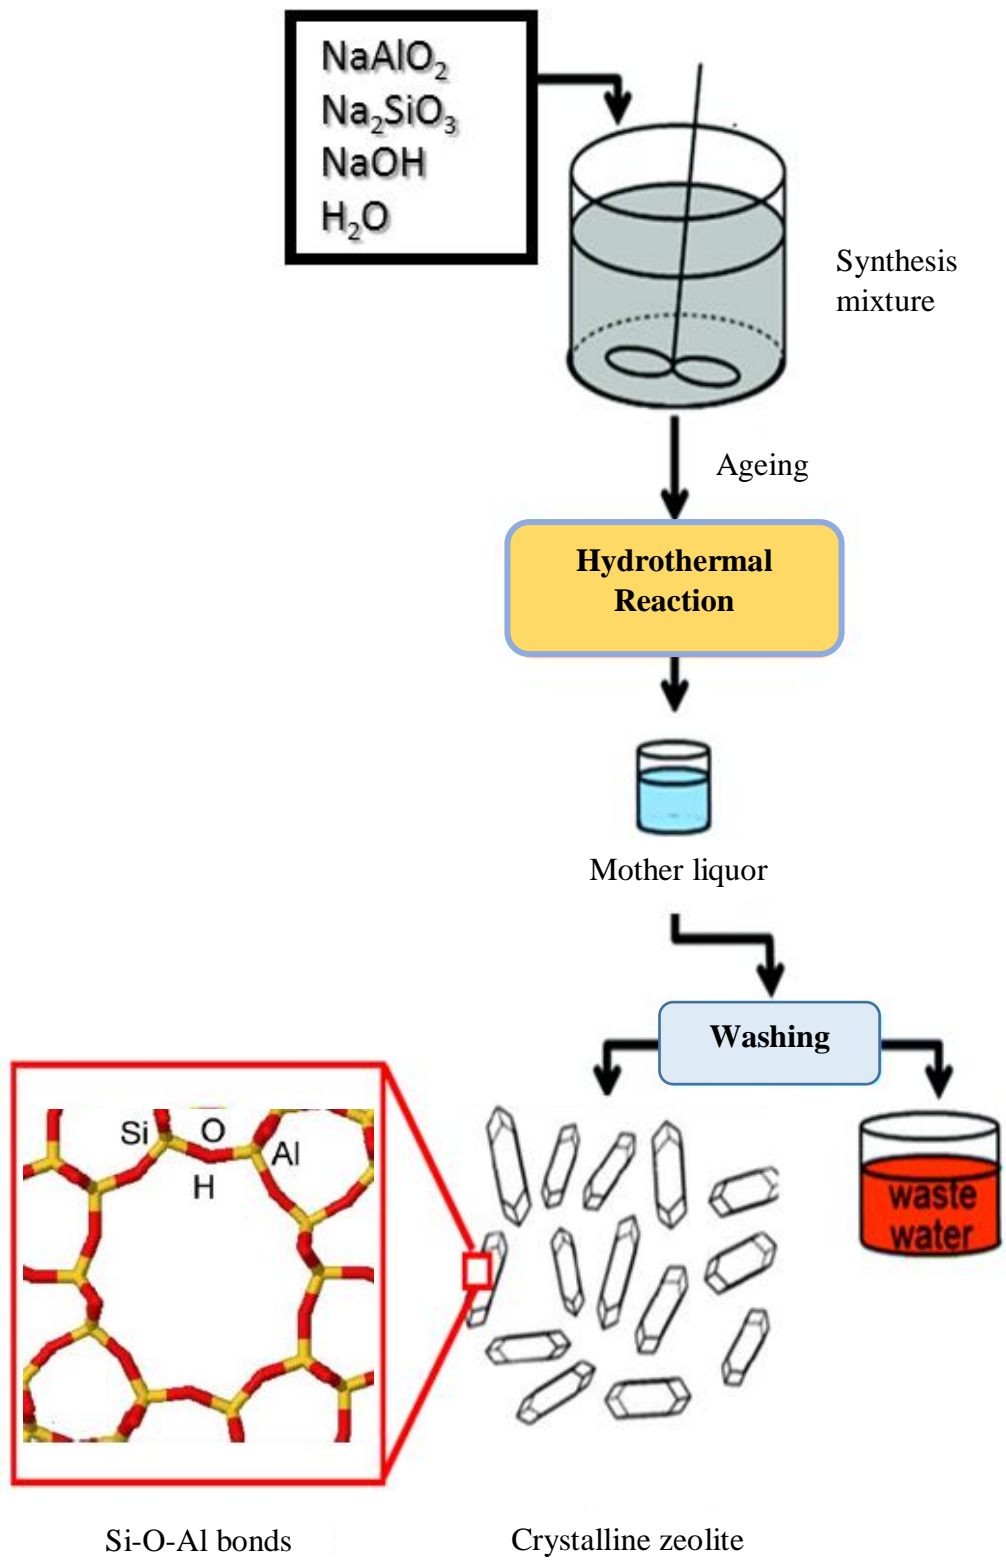 NaAlO₂
Na₂SiO₃
NaOH
H₂O
Synthesis
mixture
Ageing
Hydrothermal
Reaction
Mother liquor
Washing
Si
O
Al
H
waste
water
Si-O-Al bonds
Crystalline zeolite